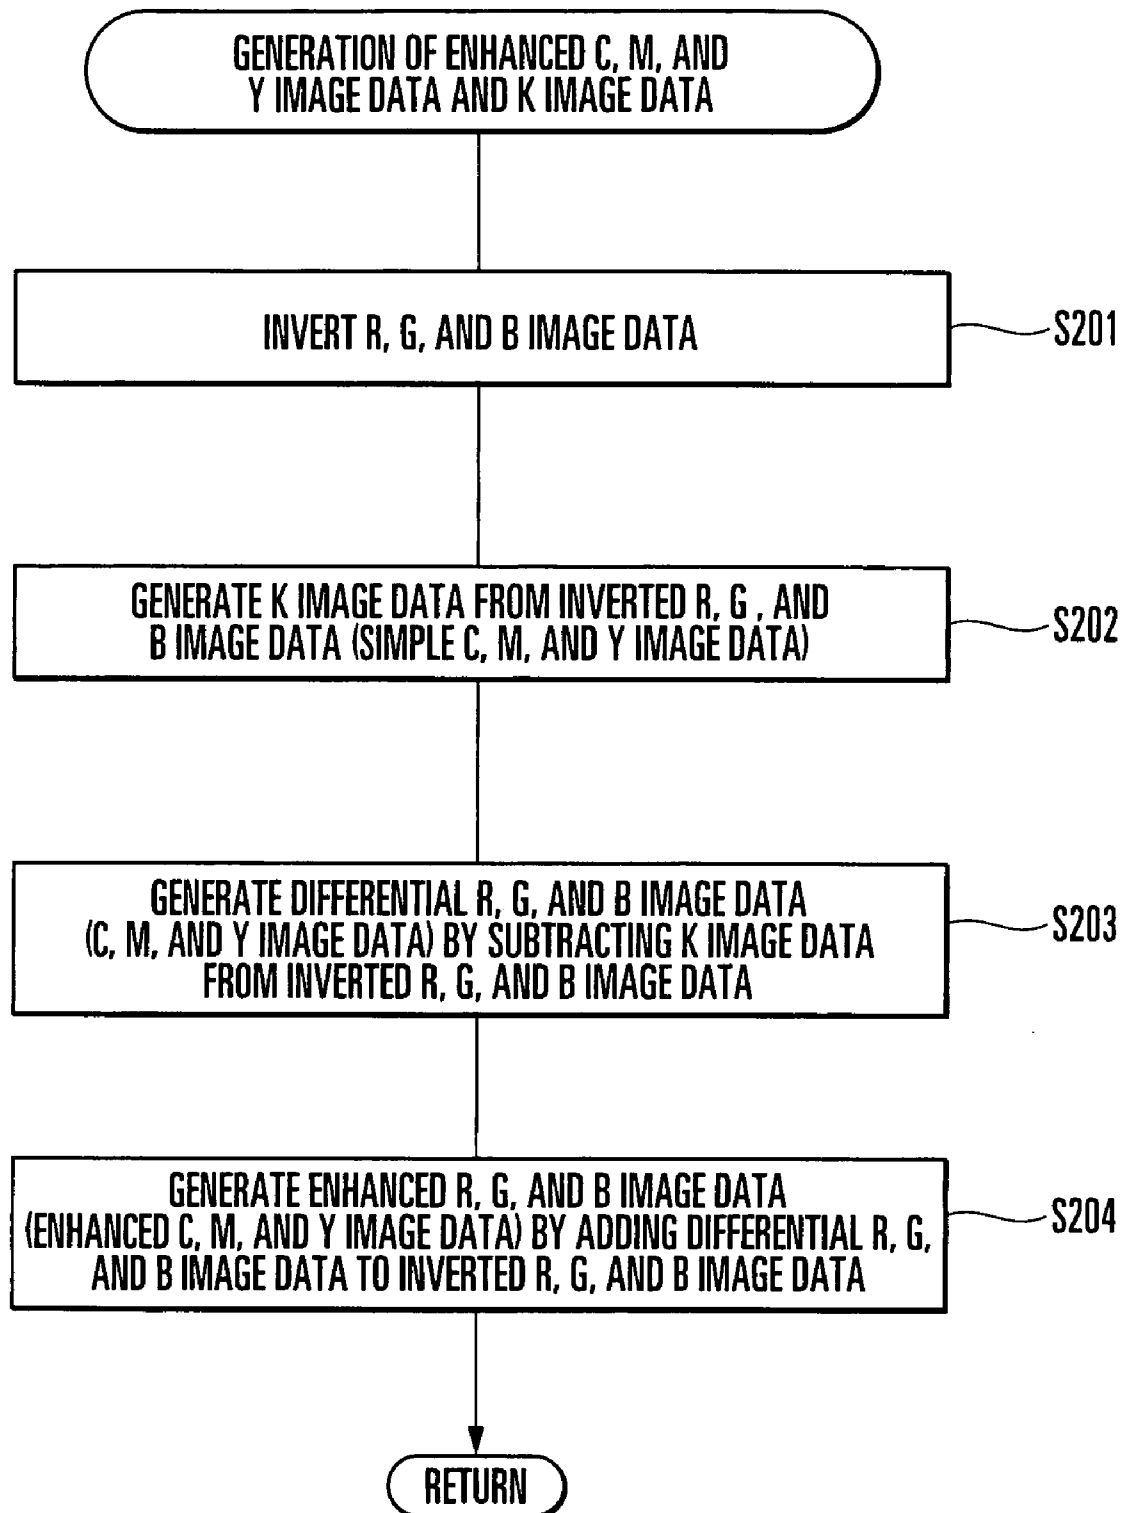 GENERATION OF ENHANCED C, M, AND
Y IMAGE DATA AND K IMAGE DATA
INVERT R, G, AND B IMAGE DATA
S201
GENERATE K IMAGE DATA FROM INVERTED R, G , AND
B IMAGE DATA (SIMPLE C, M, AND Y IMAGE DATA)
S202
GENERATE DIFFERENTIAL R, G, AND B IMAGE DATA
(C, M, AND Y IMAGE DATA) BY SUBTRACTING K IMAGE DATA
FROM INVERTED R, G, AND B IMAGE DATA
S203
GENERATE ENHANCED R, G, AND B IMAGE DATA
(ENHANCED C, M, AND Y IMAGE DATA) BY ADDING DIFFERENTIAL R, G,
AND B IMAGE DATA TO INVERTED R, G, AND B IMAGE DATA
S204
RETURN